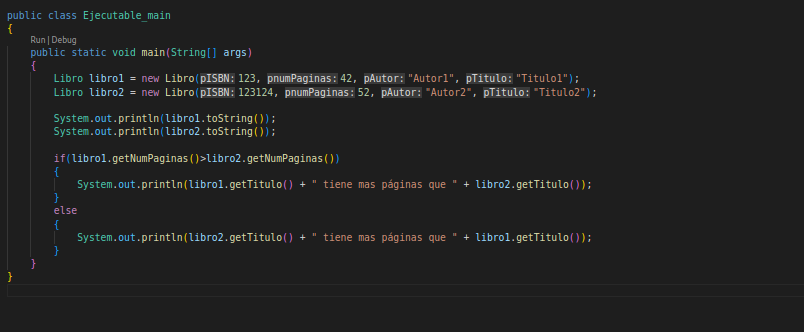 public class Ejecutable_main
{
Run | Debug
public static void main(String[] args)
{
Libro libro1 = new Libro(pISBN: 123, pnumPaginas: 42, pAutor: "Autor1", pTitulo: "Titulo1");
Libro libro2 = new Libro(pISBN: 123124, pnumPaginas: 52, pAutor: "Autor2", pTitulo: "Titulo2");
System.out.println(libro1.toString());
System.out.println(libro2.toString());
if(libro1.getNumPaginas()>libro2.getNumPaginas())
{
System.out.println(libro1.getTitulo() + " tiene mas páginas que " + libro2.getTitulo());
}
else
{
System.out.println(libro2.getTitulo() + " tiene mas páginas que " + libro1.getTitulo());
}
}
}